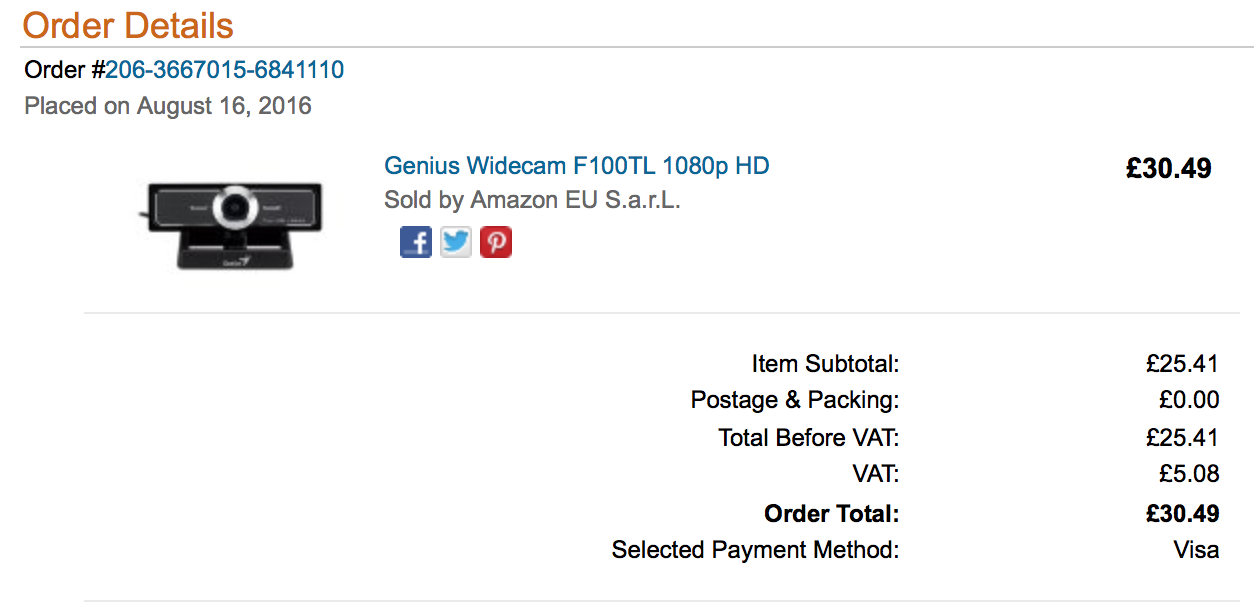 Order Details
Order #206-3667015-6841110
Placed on August 16, 2016
Genius Widecam F100TL 1080p HD £30.49
Sold by Amazon EU S.a.r.L.
Genius
Item Subtotal: £25.41
Postage & Packing: £0.00
Total Before VAT: £25.41
VAT: £5.08
Order Total: £30.49
Selected Payment Method: Visa